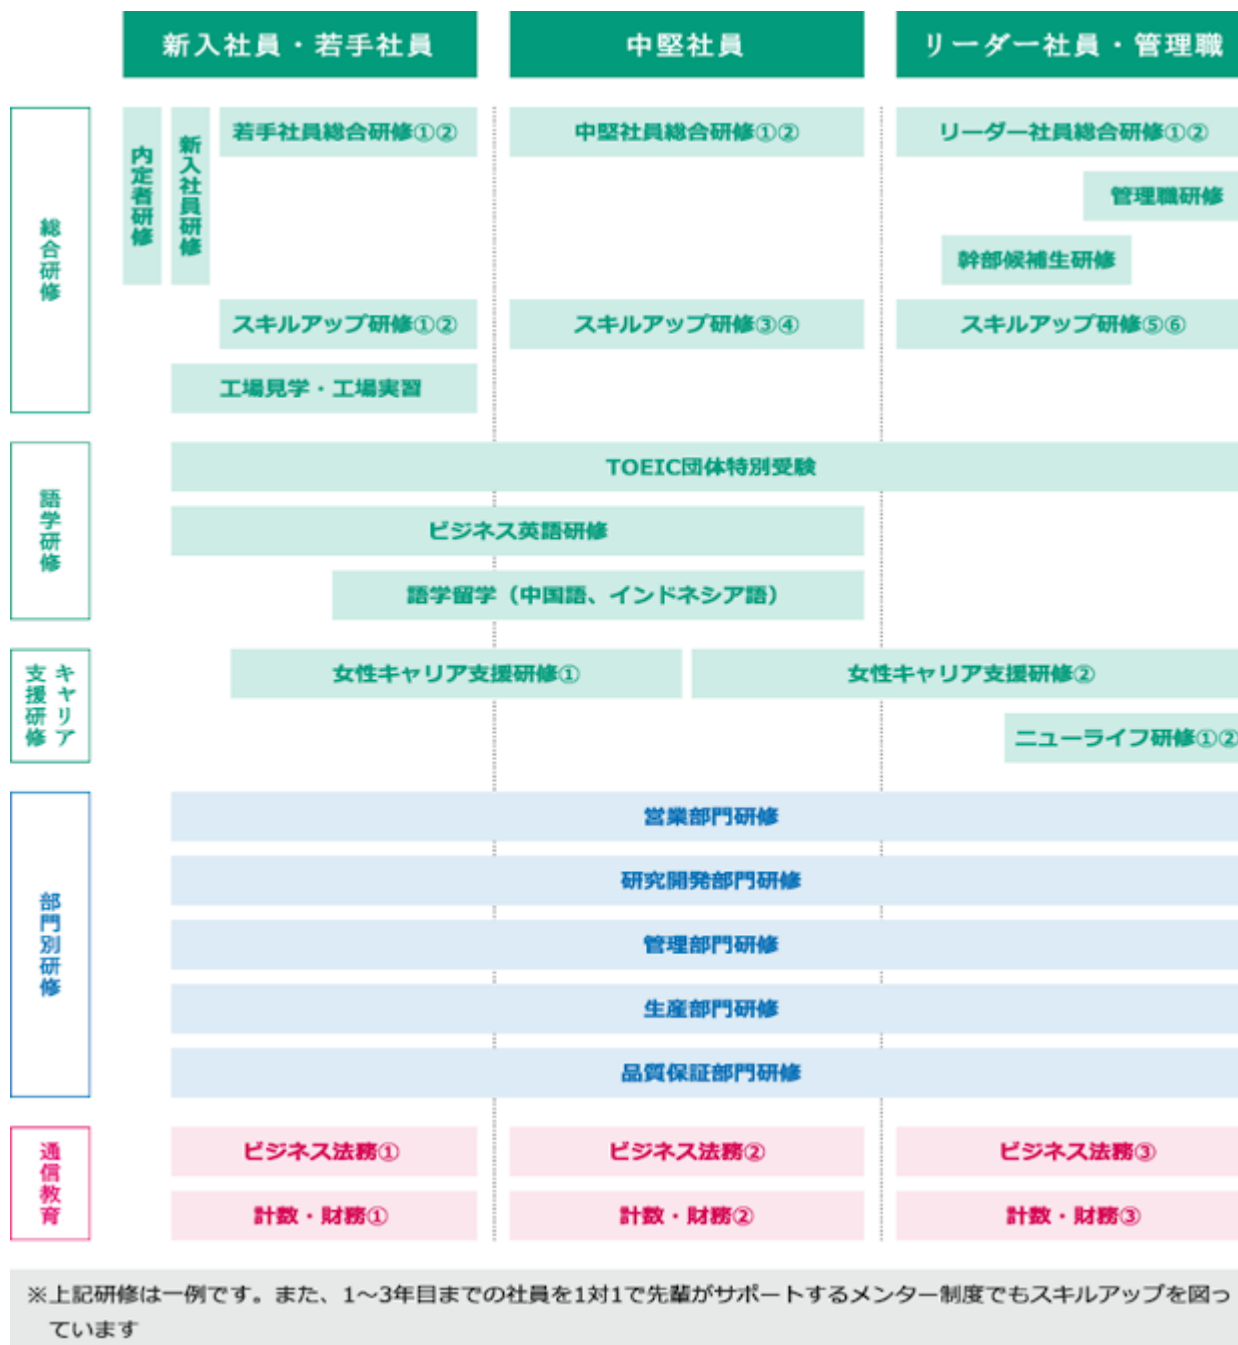 新入社員・若手社員
中堅社員
リーダー社員・管理職
総合研修
内定者研修
新入社員研修
若手社員総合研修①②
中堅社員総合研修①②
リーダー社員総合研修①②
管理職研修
幹部候補生研修
スキルアップ研修①②
スキルアップ研修③④
スキルアップ研修⑤⑥
工場見学・工場実習
語学研修
TOEIC団体特別受験
ビジネス英語研修
語学留学（中国語、インドネシア語）
キャリア
支援研修
女性キャリア支援研修①
女性キャリア支援研修②
ニューライフ研修①②
部門別研修
営業部門研修
研究開発部門研修
管理部門研修
生産部門研修
品質保証部門研修
通信教育
ビジネス法務①
ビジネス法務②
ビジネス法務③
計数・財務①
計数・財務②
計数・財務③
※上記研修は一例です。また、1～3年目までの社員を1対1で先輩がサポートするメンター制度でもスキルアップを図っ
ています